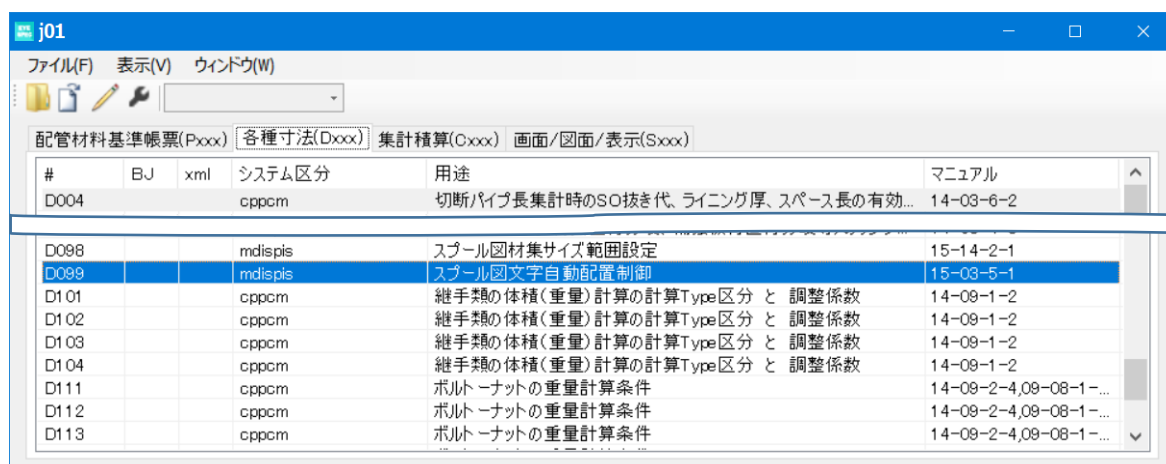 j01
ファイル(F) 表示(V) ウィンドウ(W)
配管材料基準帳票(Pxxx) 各種寸法(Dxxx) 集計積算(Cxxx) 画面/図面/表示(Sxxx)
# BJ xml システム区分 用途 マニュアル
D004 cppcm 切断パイプ長集計時のSO抜き代、ライニング厚、スペース長の有効... 14-03-6-2
D098 mdispis スプール図材集サイズ範囲設定 15-14-2-1
D099 mdispis スプール図文字自動配置制御 15-03-5-1
D101 cppcm 継手類の体積(重量)計算の計算Type区分 と 調整係数 14-09-1-2
D102 cppcm 継手類の体積(重量)計算の計算Type区分 と 調整係数 14-09-1-2
D103 cppcm 継手類の体積(重量)計算の計算Type区分 と 調整係数 14-09-1-2
D104 cppcm 継手類の体積(重量)計算の計算Type区分 と 調整係数 14-09-1-2
D111 cppcm ボルトーナットの重量計算条件 14-09-2-4,09-08-1-...
D112 cppcm ボルトーナットの重量計算条件 14-09-2-4,09-08-1-...
D113 cppcm ボルトーナットの重量計算条件 14-09-2-4,09-08-1-...